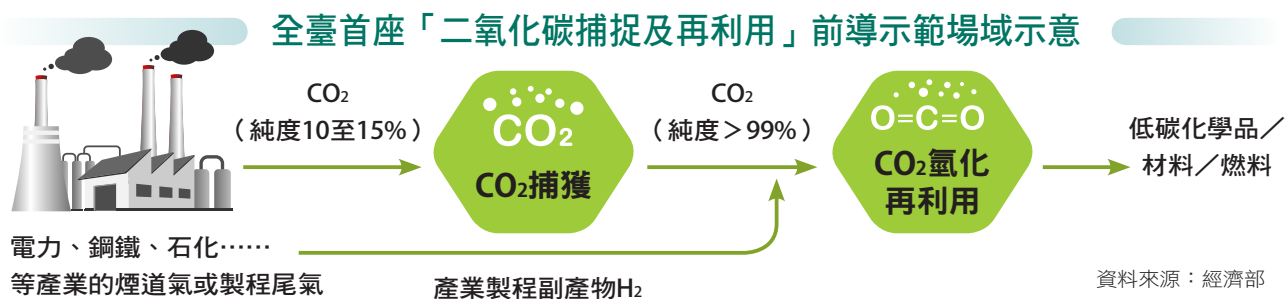 全臺首座「二氧化碳捕捉及再利用」前導示範場域示意
CO₂
（純度10至15%）
CO₂
CO₂捕獲
CO₂
（純度＞99%）
O=C=O
CO₂氫化
再利用
低碳化學品／
材料／燃料
電力、鋼鐵、石化……
等產業的煙道氣或製程尾氣
產業製程副產物H₂
資料來源：經濟部